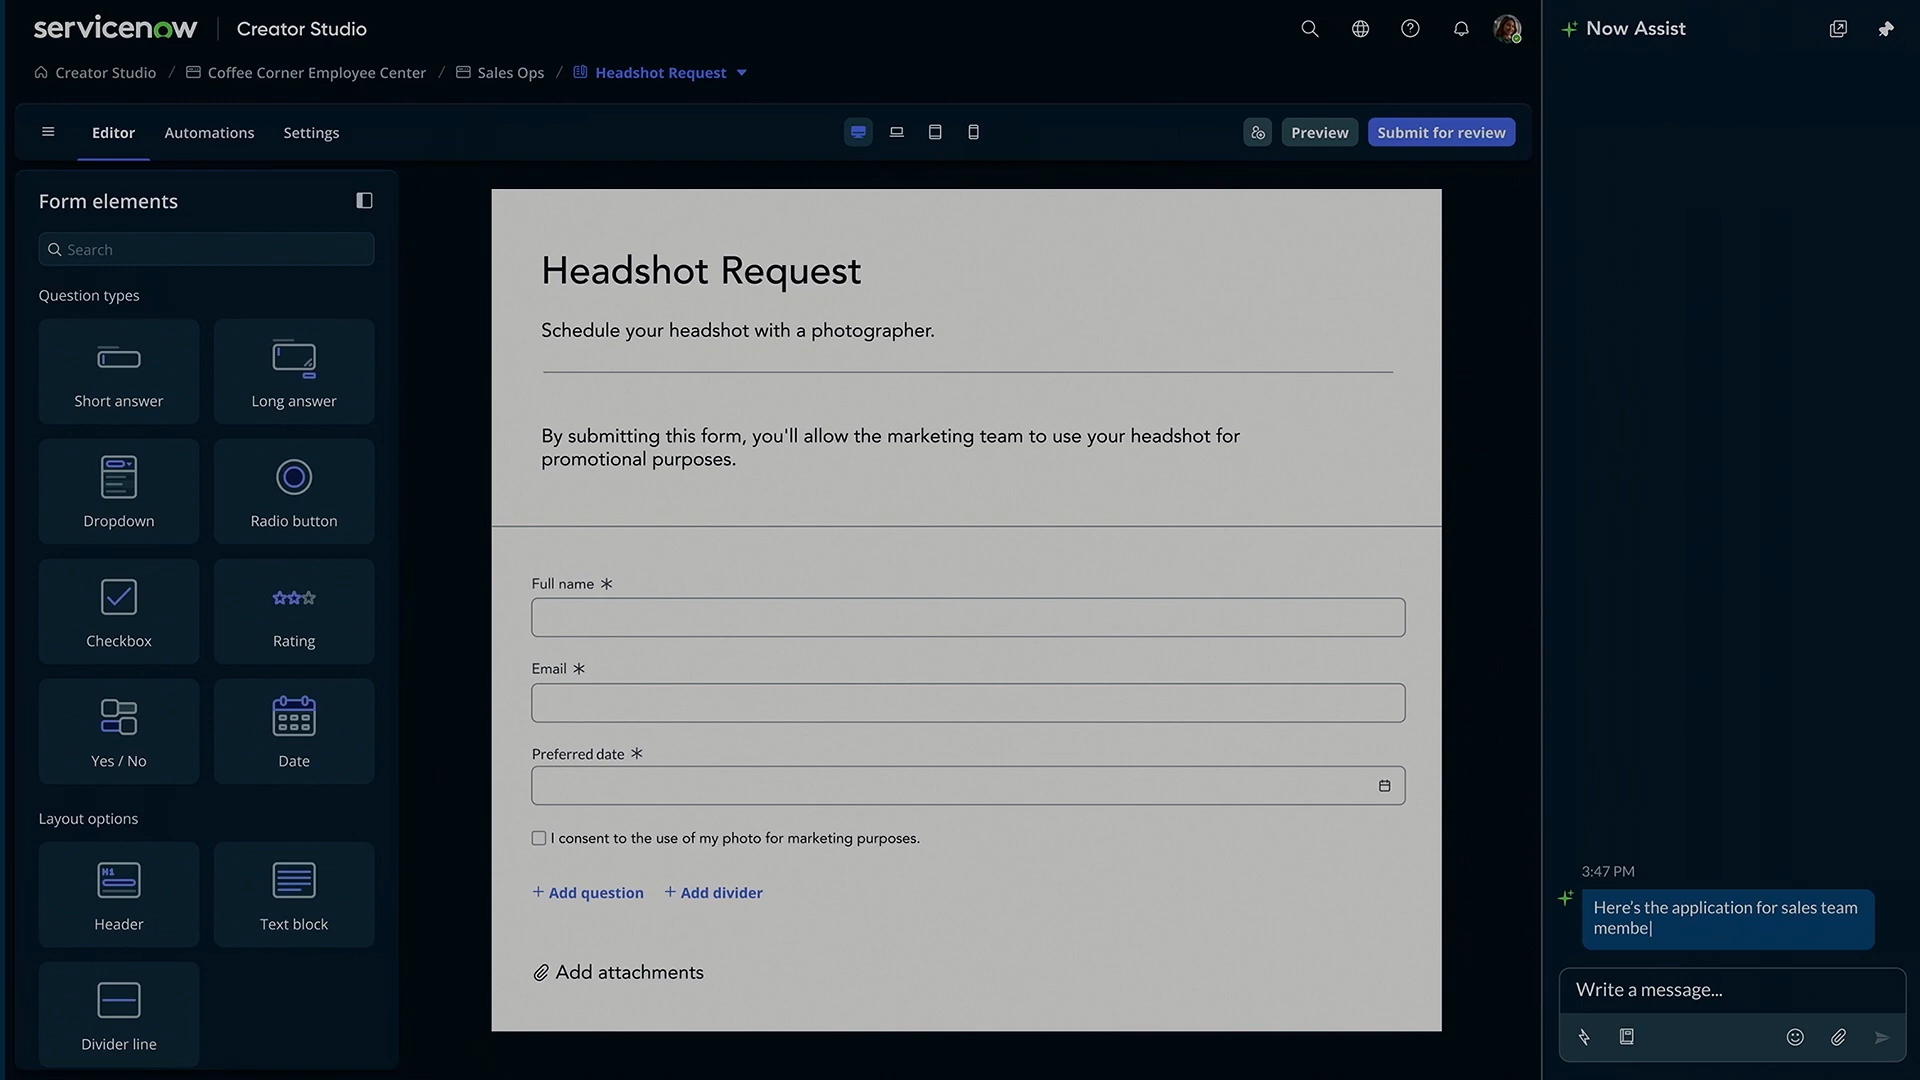 servicenow
Creator Studio
Now Assist
Creator Studio / Coffee Corner Employee Center / Sales Ops / Headshot Request
Editor
Automations
Settings
Preview
Submit for review
Form elements
Search
Question types
Short answer
Long answer
Dropdown
Radio button
Checkbox
Rating
Yes / No
Date
Layout options
H1
Header
Text block
Divider line
Headshot Request
Schedule your headshot with a photographer.
By submitting this form, you'll allow the marketing team to use your headshot for
promotional purposes.
Full name *
Email *
Preferred date *
I consent to the use of my photo for marketing purposes.
+ Add question
+ Add divider
Add attachments
3:47 PM
Here's the application for sales team
membe
Write a message...